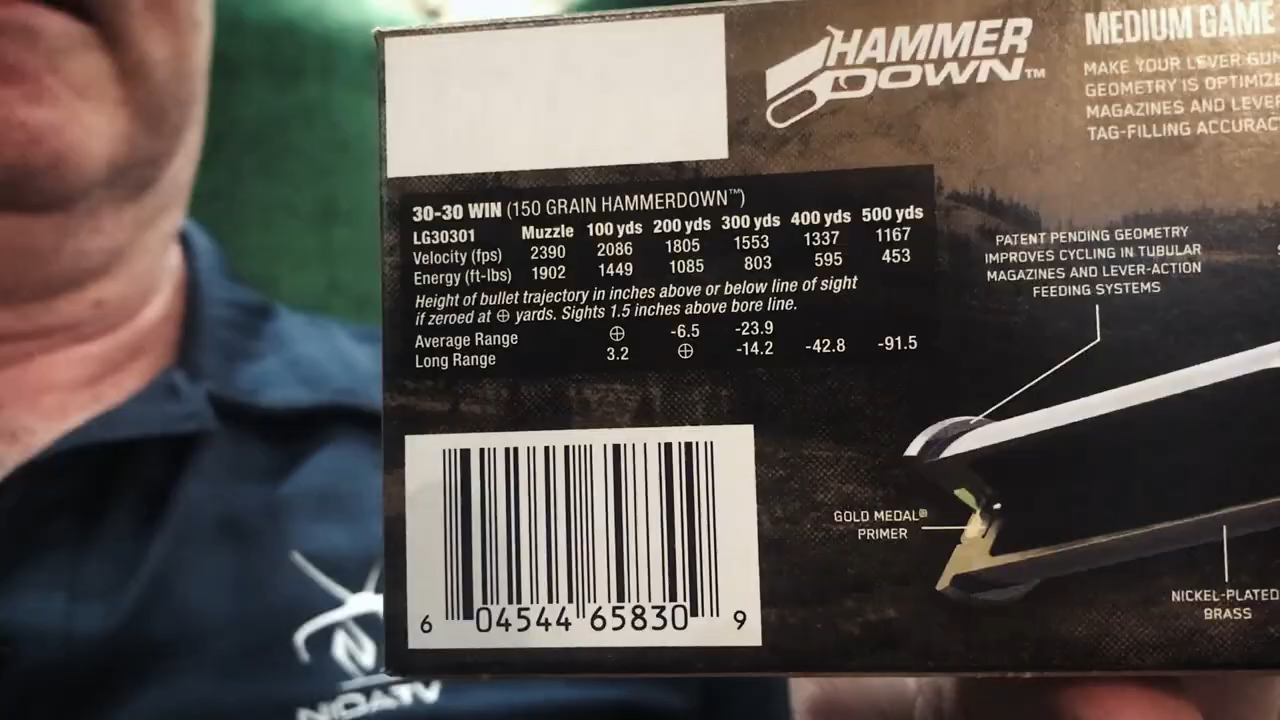 HAMMER
DOWN™
MEDIUM GAME
MAKE YOUR LEVER GUN
GEOMETRY IS OPTIMIZE
MAGAZINES AND LEVER
TAG-FILLING ACCURAC
30-30 WIN (150 GRAIN HAMMERDOWN™)
LG30301 Muzzle 100 yds 200 yds 300 yds 400 yds 500 yds
Velocity (fps) 2390 2086 1805 1553 1337 1167
Energy (ft-lbs) 1902 1449 1085 803 595 453
Height of bullet trajectory in inches above or below line of sight
if zeroed at ⊕ yards. Sights 1.5 inches above bore line.
Average Range ⊕ -6.5 -23.9
Long Range 3.2 ⊕ -14.2 -42.8 -91.5
PATENT PENDING GEOMETRY
IMPROVES CYCLING IN TUBULAR
MAGAZINES AND LEVER-ACTION
FEEDING SYSTEMS
GOLD MEDAL®
PRIMER
NICKEL-PLATED
BRASS
6 04544 65830 9